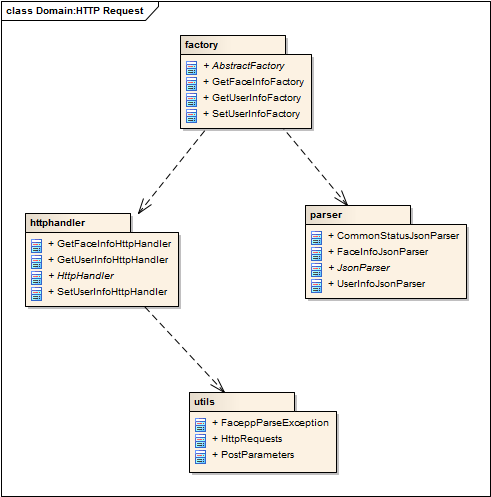 class Domain:HTTP Request
factory
+ AbstractFactory
+ GetFaceInfoFactory
+ GetUserInfoFactory
+ SetUserInfoFactory
httphandler
+ GetFaceInfoHttpHandler
+ GetUserInfoHttpHandler
+ HttpHandler
+ SetUserInfoHttpHandler
parser
+ CommonStatusJsonParser
+ FaceInfoJsonParser
+ JsonParser
+ UserInfoJsonParser
utils
+ FaceppParseException
+ HttpRequests
+ PostParameters